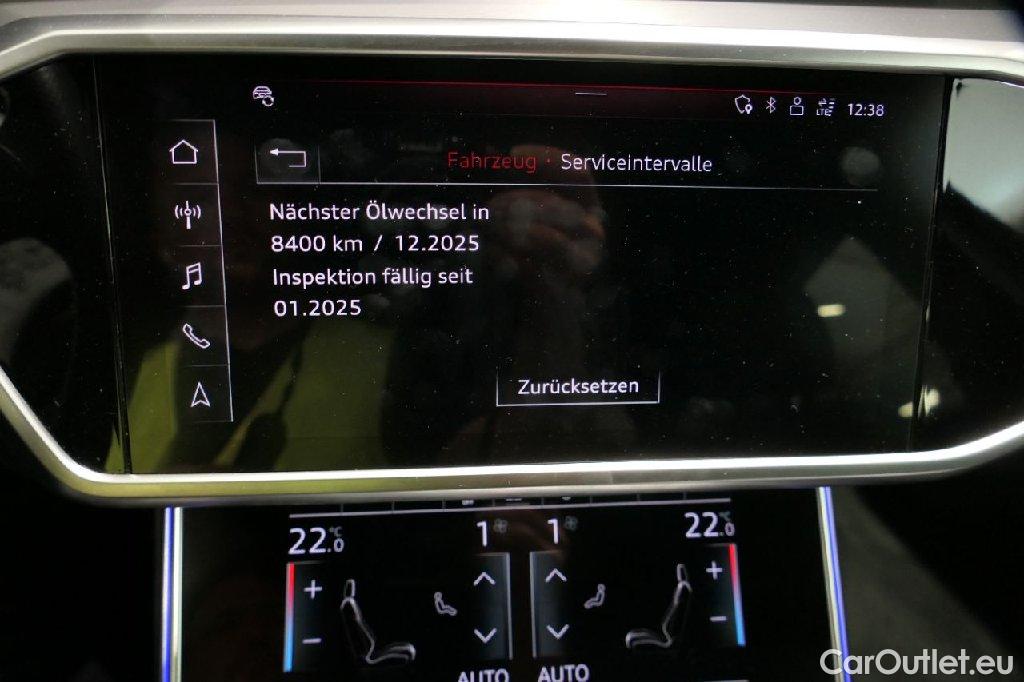 LTE 12:38
Fahrzeug · Serviceintervalle
Nächster Ölwechsel in
8400 km / 12.2025
Inspektion fällig seit
01.2025
Zurücksetzen
22.0 °C 1 1 22.0 °C
+ +
− −
AUTO AUTO
CarOutlet.eu